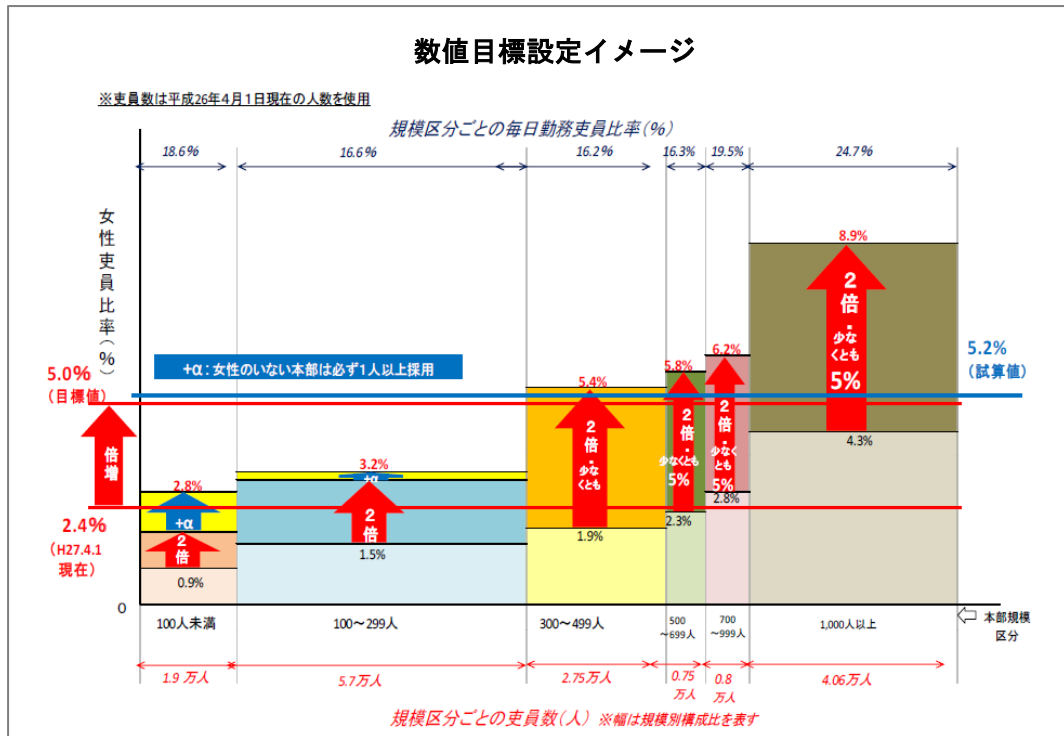 数値目標設定イメージ
※吏員数は平成26年4月1日現在の人数を使用
規模区分ごとの毎日勤務吏員比率(%)
18.6%
16.6%
16.2%
16.3%
19.5%
24.7%
女性吏員比率(%)
5.0%
(目標値)
倍増
2.4%
(H27.4.1
現在)
0
+α:女性のいない本部は必ず1人以上採用
5.2%
(試算値)
2.8%
+α
2倍
0.9%
3.2%
+α
2倍
1.5%
5.4%
2倍・少なくとも
1.9%
5.8%
2倍・少なくとも
5%
2.3%
6.2%
2倍・少なくとも
5%
2.8%
8.9%
2倍・少なくとも
5%
4.3%
100人未満
100~299人
300~499人
500
~699人
700
~999人
1,000人以上
本部規模
区分
1.9万人
5.7万人
2.75万人
0.75
万人
0.8
万人
4.06万人
規模区分ごとの吏員数(人) ※幅は規模別構成比を表す